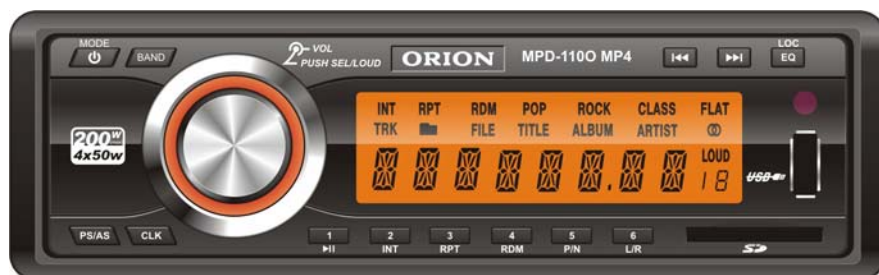 MODE
BAND
VOL
PUSH SEL/LOUD
ORION
MPD-110O MP4
LOC
EQ
INT RPT RDM POP ROCK CLASS FLAT
TRK FILE TITLE ALBUM ARTIST
LOUD
18
200W
4x50w
USB
PS/AS
CLK
1 2 3 4 5 6
INT RPT RDM P/N L/R
SD